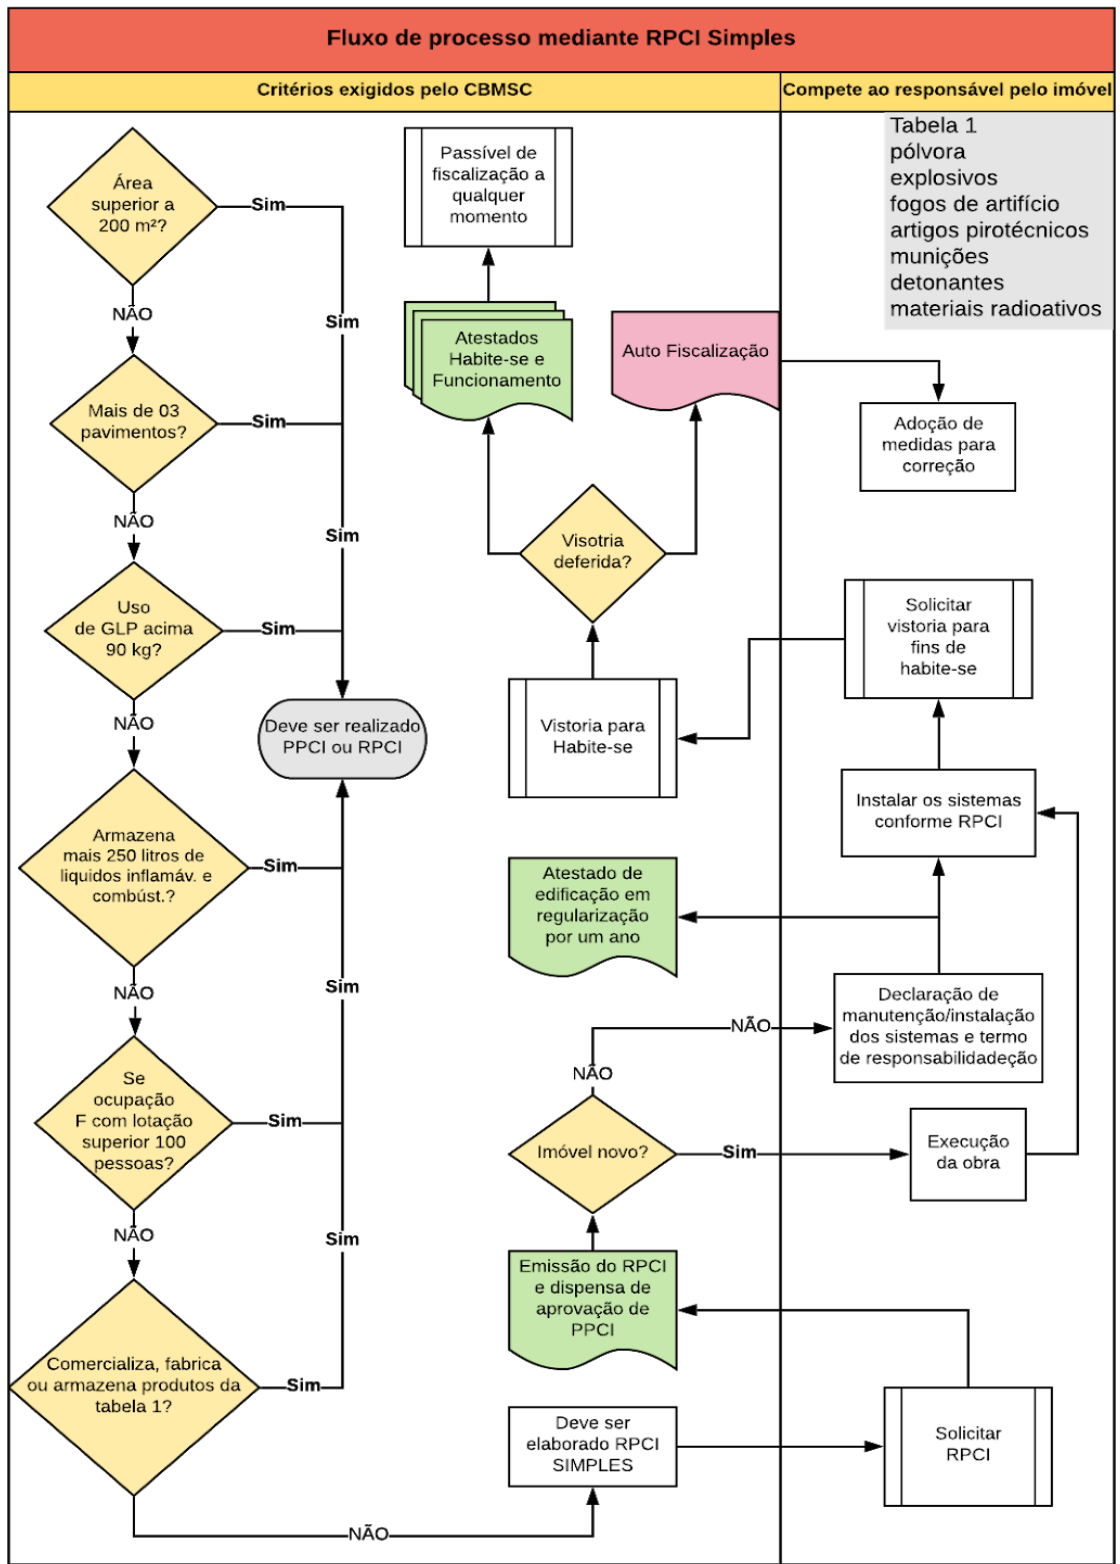 Fluxo de processo mediante RPCI Simples
Critérios exigidos pelo CBMSC
Compete ao responsável pelo imóvel
Área
superior a
200 m²?
Sim
NÃO
Sim
Mais de 03
pavimentos?
Sim
NÃO
Sim
Uso
de GLP acima
90 kg?
Sim
NÃO
Deve ser realizado
PPCI ou RPCI
Armazena
mais 250 litros de
liquidos inflamáv. e
combúst.?
Sim
NÃO
Sim
Se
ocupação
F com lotação
superior 100
pessoas?
Sim
NÃO
Sim
Comercializa, fabrica
ou armazena produtos da
tabela 1?
Sim
NÃO
Passível de
fiscalização a
qualquer
momento
Atestados
Habite-se e
Funcionamento
Auto Fiscalização
Visotria
deferida?
Vistoria para
Habite-se
Atestado de
edificação em
regularização
por um ano
NÃO
NÃO
Imóvel novo?
Sim
Emissão do RPCI
e dispensa de
aprovação de
PPCI
Deve ser
elaborado RPCI
SIMPLES
Tabela 1
pólvora
explosivos
fogos de artifício
artigos pirotécnicos
munições
detonantes
materiais radioativos
Adoção de
medidas para
correção
Solicitar
vistoria para
fins de
habite-se
Instalar os sistemas
conforme RPCI
Declaração de
manutenção/instalação
dos sistemas e termo
de responsabilidadeção
Execução
da obra
Solicitar
RPCI